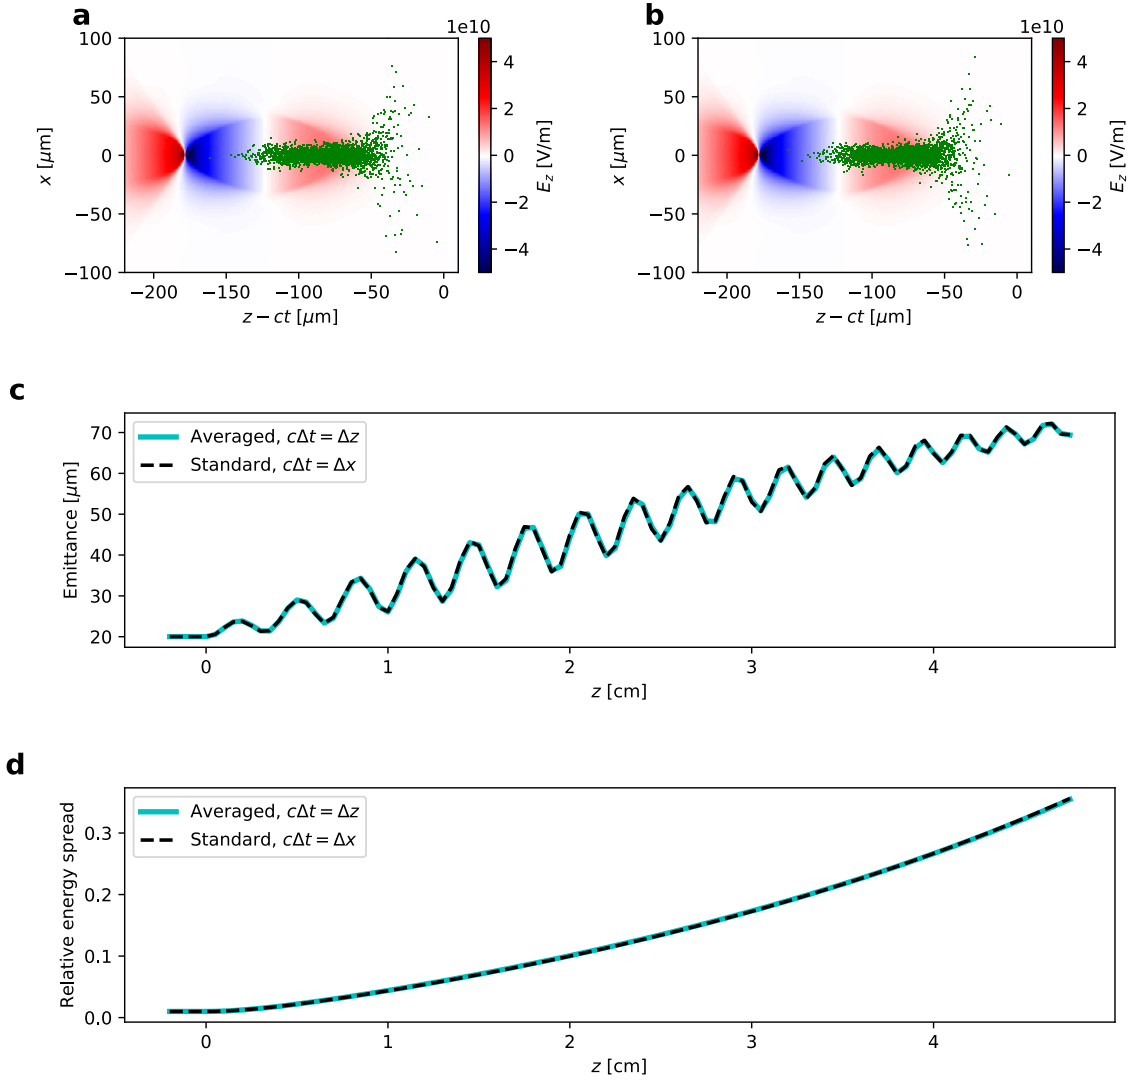 a
b
1e10
1e10
100
50
0
−50
−100
x [μm]
−200 −150 −100 −50 0
z − ct [μm]
4
2
0
−2
−4
E_z [V/m]
100
50
0
−50
−100
x [μm]
−200 −150 −100 −50 0
z − ct [μm]
4
2
0
−2
−4
E_z [V/m]
c
70
60
50
40
30
20
Emittance [μm]
Averaged, cΔt = Δz
Standard, cΔt = Δx
0 1 2 3 4
z [cm]
d
0.3
0.2
0.1
0.0
Relative energy spread
Averaged, cΔt = Δz
Standard, cΔt = Δx
0 1 2 3 4
z [cm]